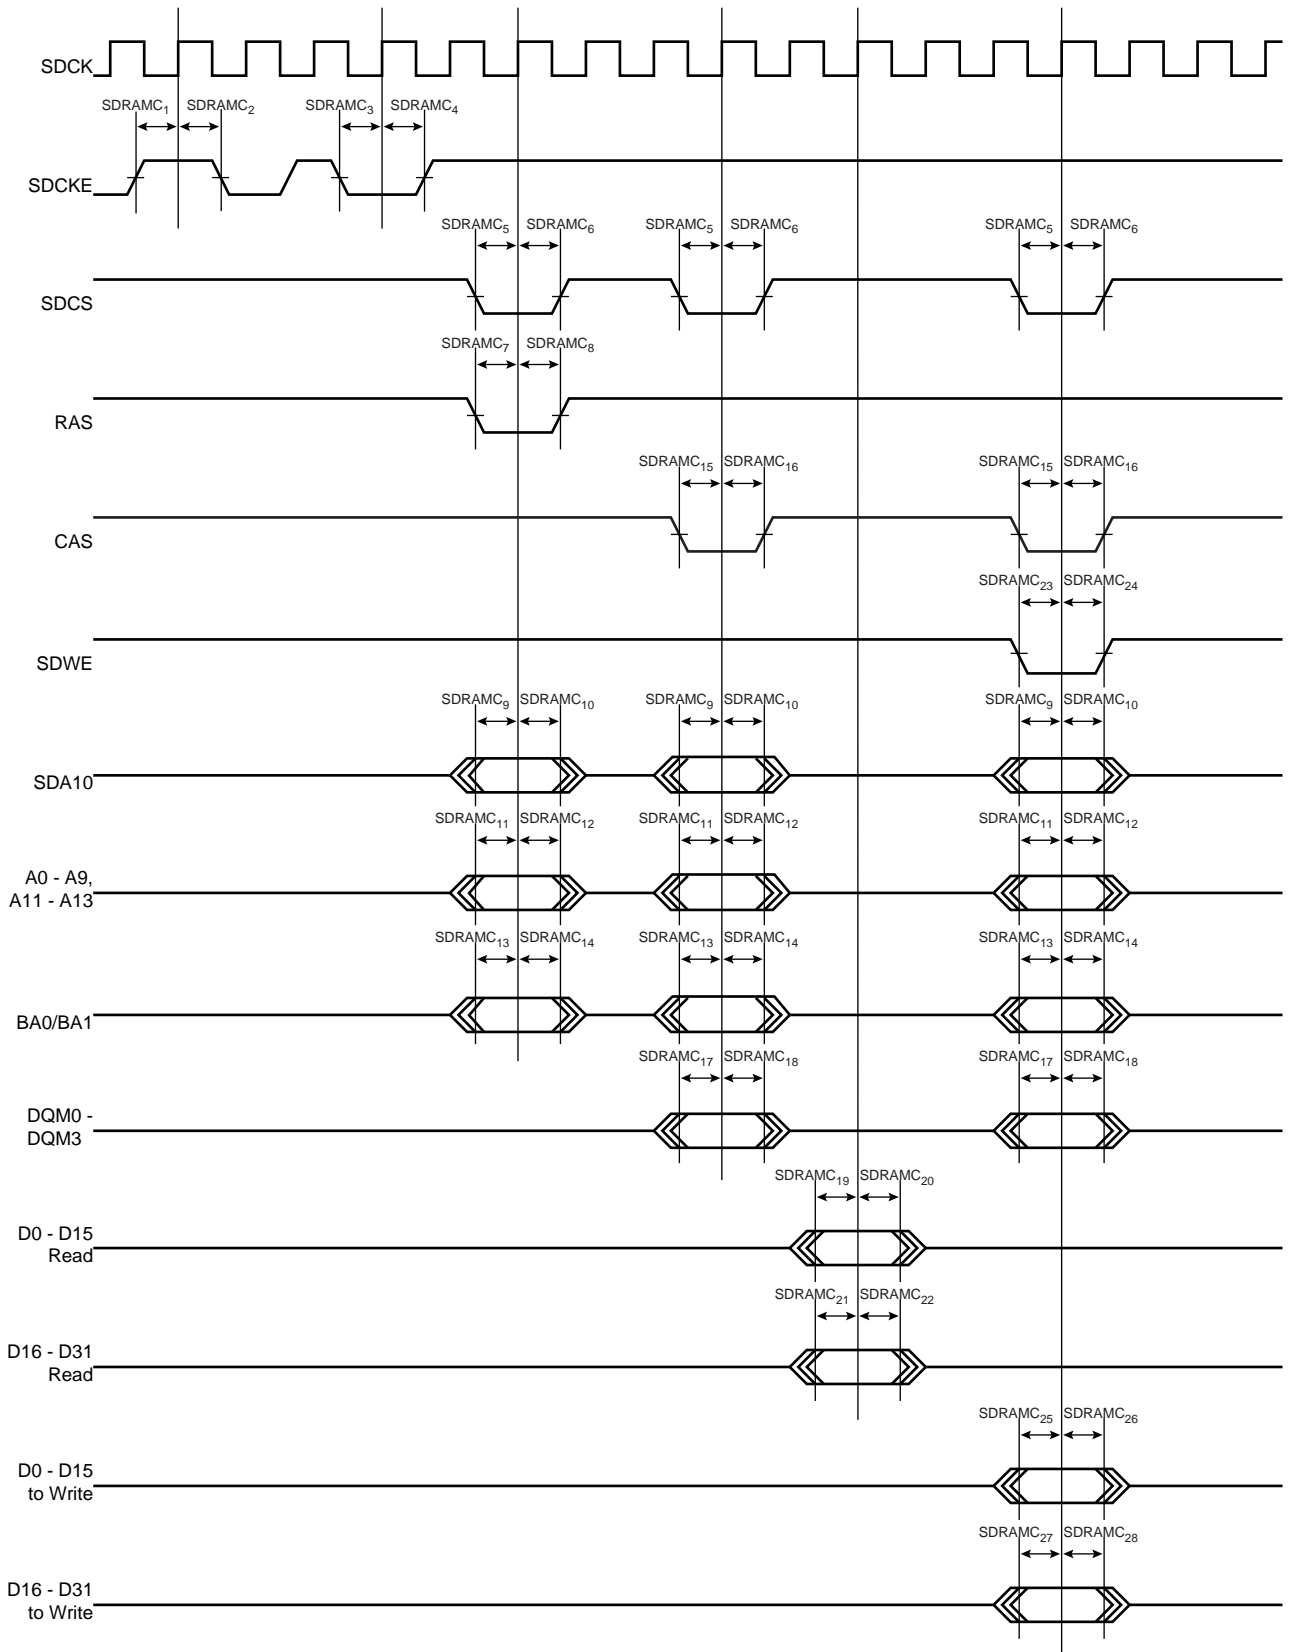 SDCK
SDRAMC1 SDRAMC2 SDRAMC3 SDRAMC4
SDCKE
SDRAMC5 SDRAMC6 SDRAMC5 SDRAMC6 SDRAMC5 SDRAMC6
SDCS
SDRAMC7 SDRAMC8
RAS
SDRAMC15 SDRAMC16 SDRAMC15 SDRAMC16
CAS
SDRAMC23 SDRAMC24
SDWE
SDRAMC9 SDRAMC10 SDRAMC9 SDRAMC10 SDRAMC9 SDRAMC10
SDA10
SDRAMC11 SDRAMC12 SDRAMC11 SDRAMC12 SDRAMC11 SDRAMC12
A0 - A9,
A11 - A13
SDRAMC13 SDRAMC14 SDRAMC13 SDRAMC14 SDRAMC13 SDRAMC14
BA0/BA1
SDRAMC17 SDRAMC18 SDRAMC17 SDRAMC18
DQM0 -
DQM3
SDRAMC19 SDRAMC20
D0 - D15
Read
SDRAMC21 SDRAMC22
D16 - D31
Read
SDRAMC25 SDRAMC26
D0 - D15
to Write
SDRAMC27 SDRAMC28
D16 - D31
to Write